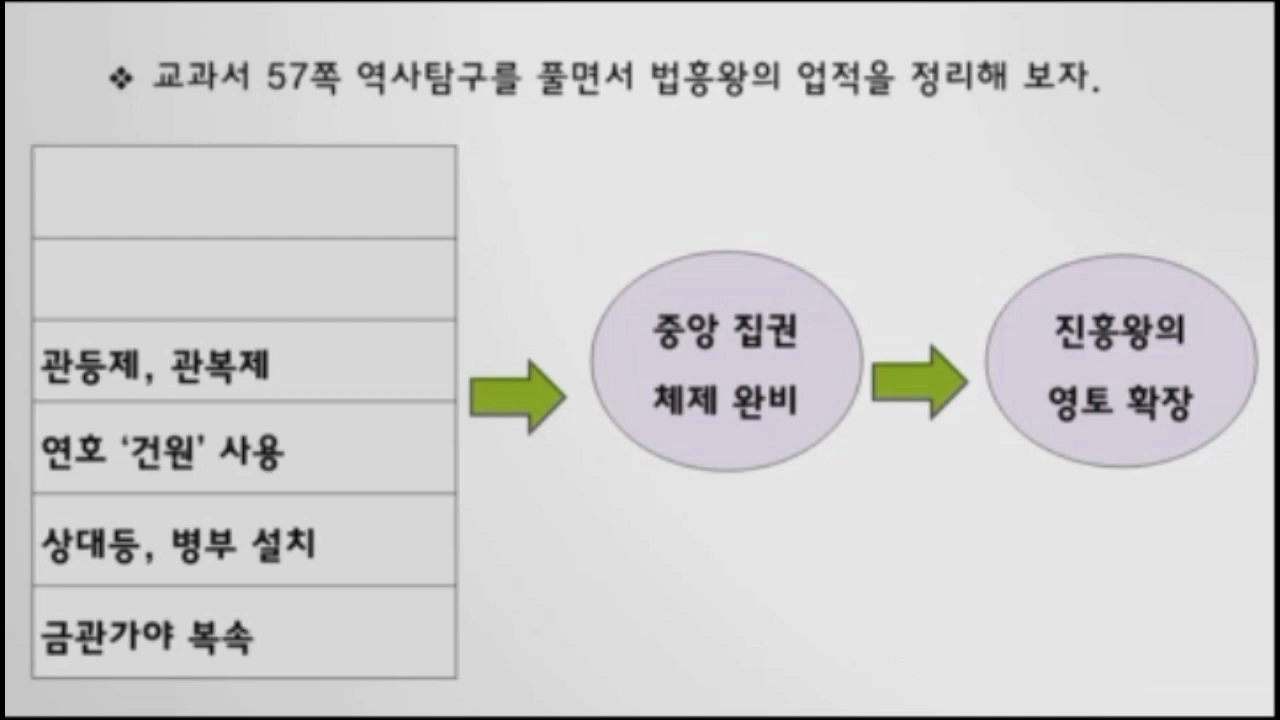 ❖ 교과서 57쪽 역사탐구를 풀면서 법흥왕의 업적을 정리해 보자.
관등제, 관복제
연호 ‘건원’ 사용
상대등, 병부 설치
금관가야 복속
중앙 집권
체제 완비
진흥왕의
영토 확장